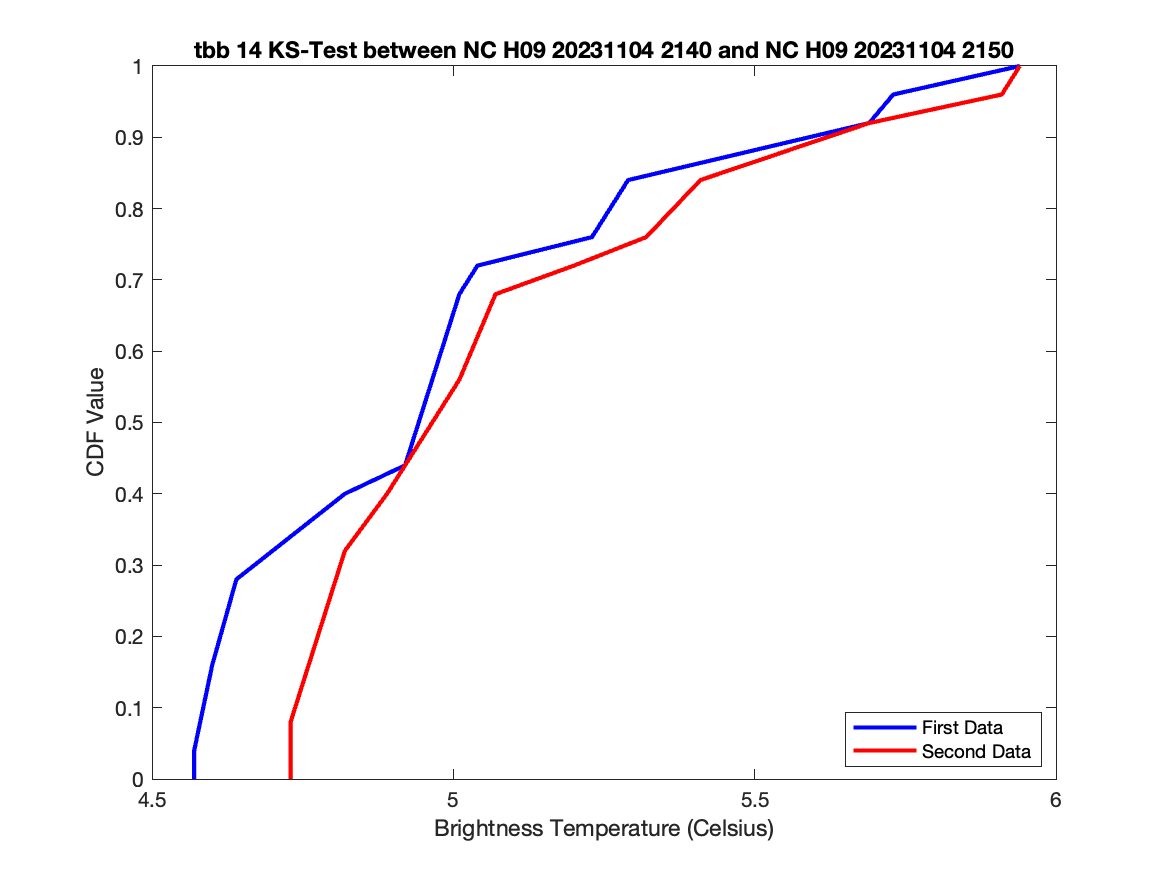 tbb 14 KS-Test between NC H09 20231104 2140 and NC H09 20231104 2150
1
0.9
0.8
0.7
0.6
0.5
0.4
0.3
0.2
0.1
0
CDF Value
First Data
Second Data
4.5 5 5.5 6
Brightness Temperature (Celsius)